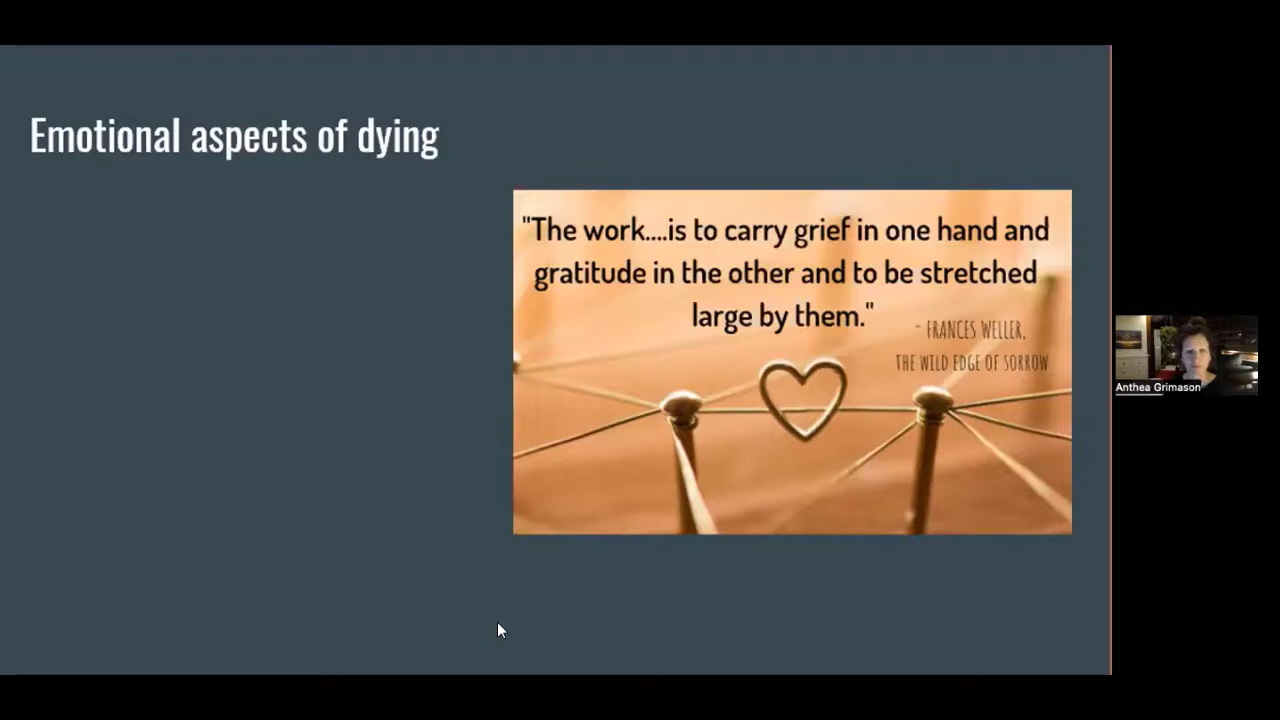 Emotional aspects of dying
"The work....is to carry grief in one hand and
gratitude in the other and to be stretched
large by them."
- FRANCES WELLER,
THE WILD EDGE OF SORROW
Anthea Grimason